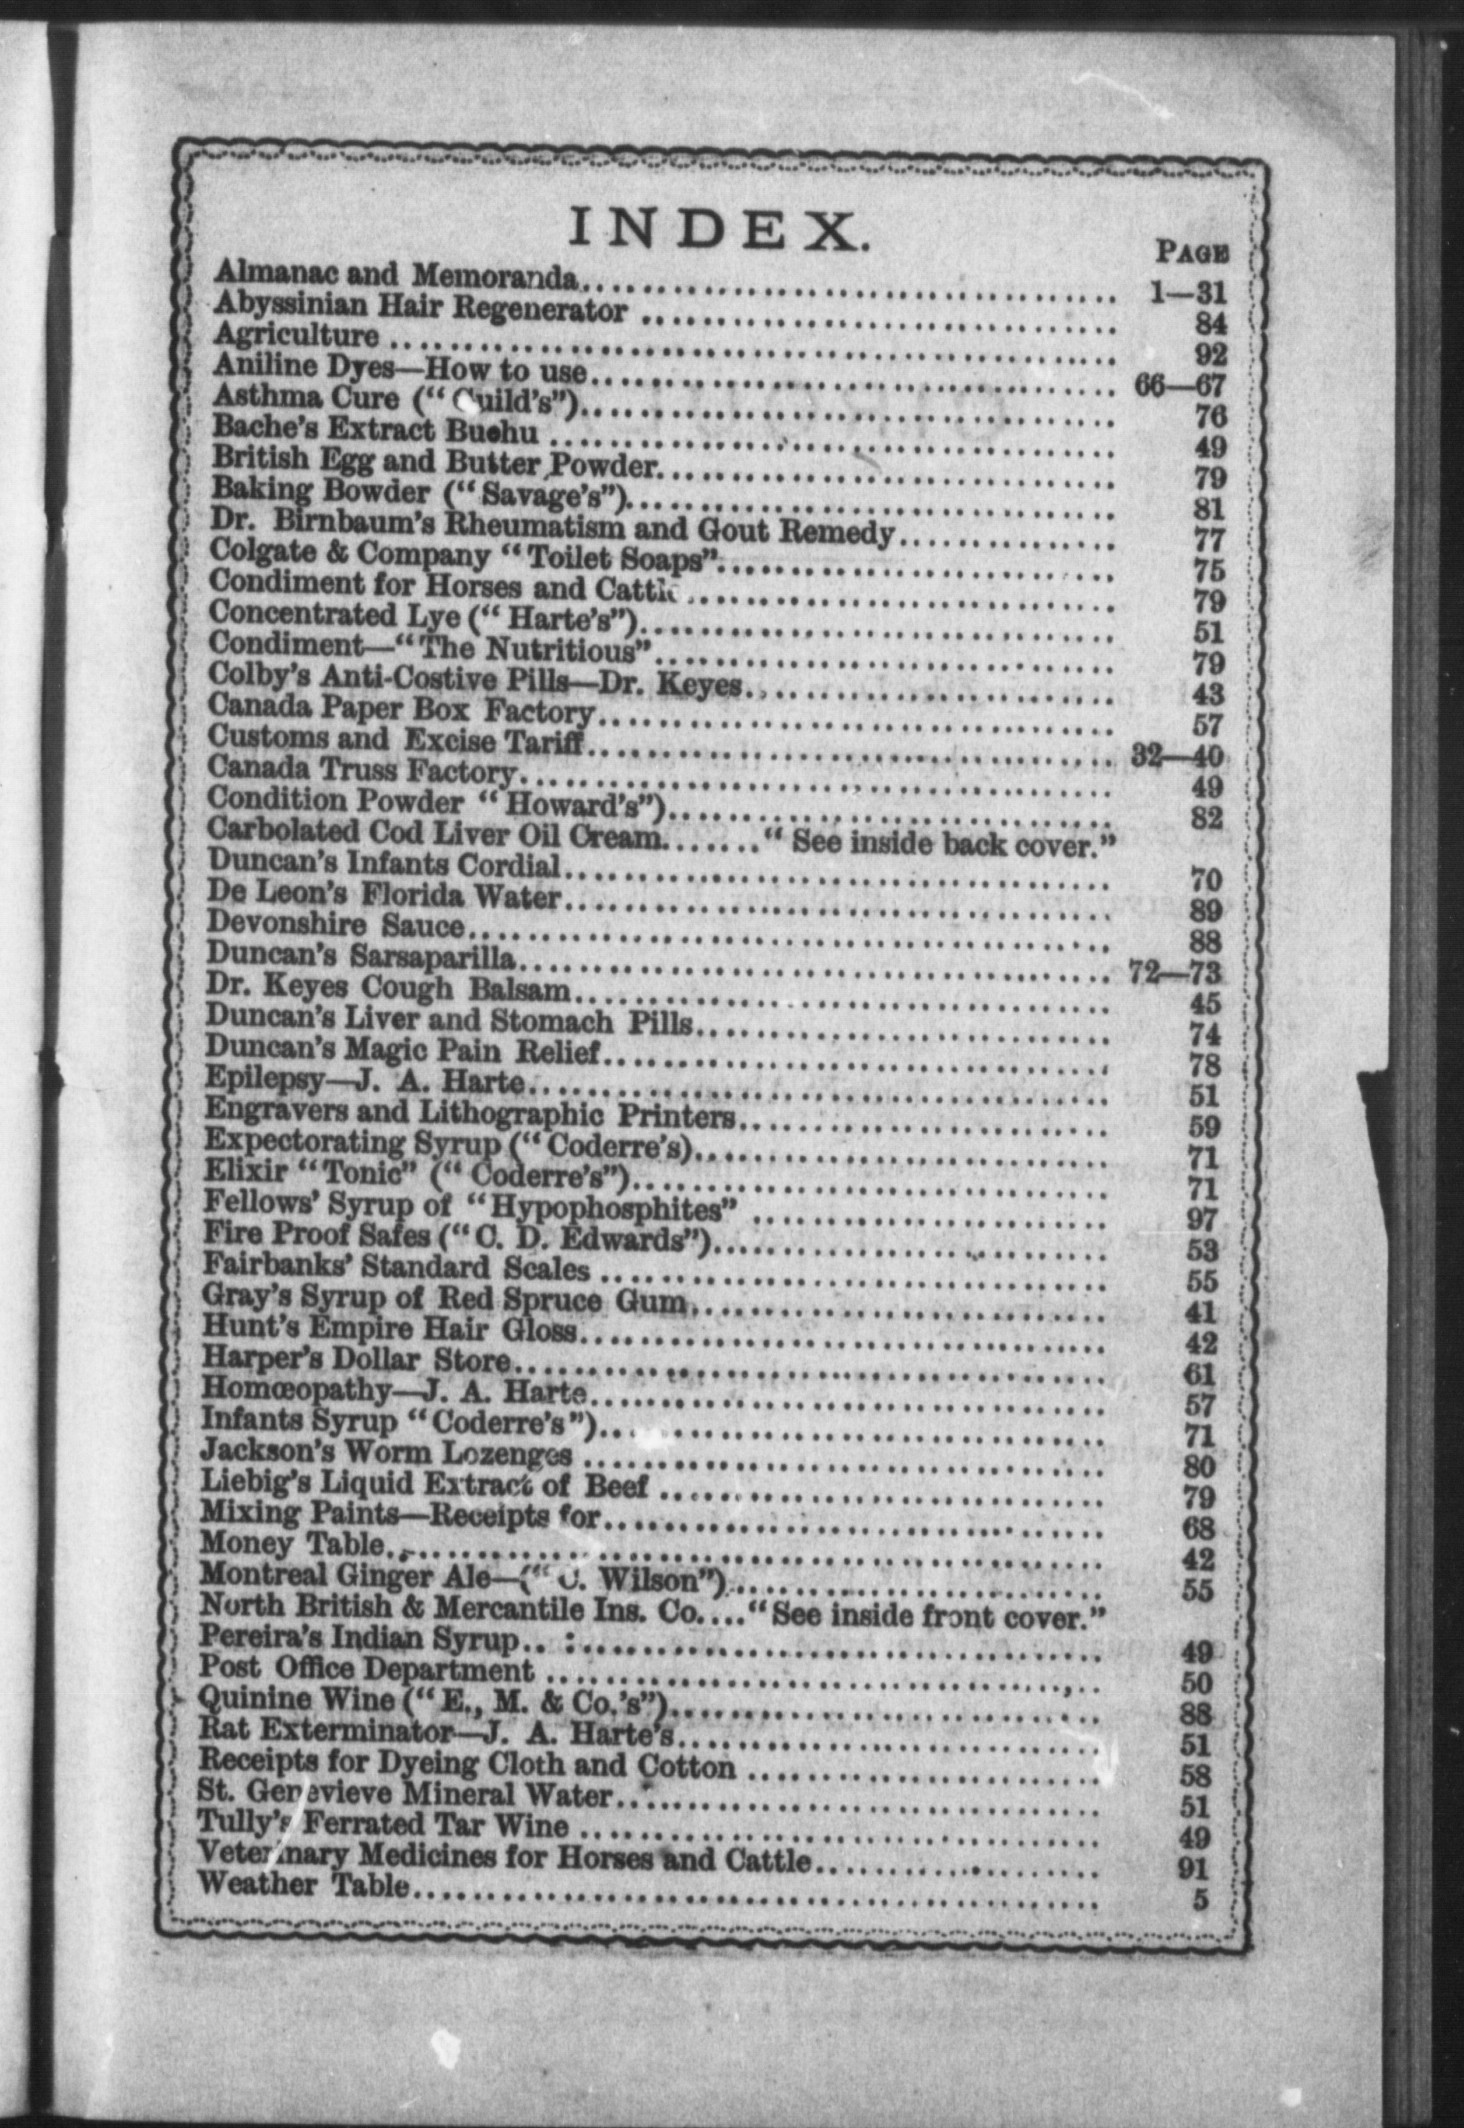 INDEX.
PAGE
Almanac and Memoranda........ 1—31
Abyssinian Hair Regenerator ........ 84
Agriculture ........ 92
Aniline Dyes—How to use........ 66—67
Asthma Cure (“ Guild's”)........ 76
Bache's Extract Buchu ........ 49
British Egg and Butter Powder........ 79
Baking Bowder (“ Savage's”)........ 81
Dr. Birnbaum's Rheumatism and Gout Remedy........ 77
Colgate & Company “ Toilet Soaps”........ 75
Condiment for Horses and Cattle ........ 79
Concentrated Lye (“ Harte's”)........ 51
Condiment—“ The Nutritious”........ 79
Colby's Anti-Costive Pills—Dr. Keyes........ 43
Canada Paper Box Factory........ 57
Customs and Excise Tariff........ 32—40
Canada Truss Factory........ 49
Condition Powder “ Howard's”)........ 82
Carbolated Cod Liver Oil Cream.......“ See inside back cover.”
Duncan's Infants Cordial........ 70
De Leon's Florida Water........ 89
Devonshire Sauce........ 88
Duncan's Sarsaparilla........ 72—73
Dr. Keyes Cough Balsam........ 45
Duncan's Liver and Stomach Pills........ 74
Duncan's Magic Pain Relief........ 78
Epilepsy—J. A. Harte........ 51
Engravers and Lithographic Printers........ 59
Expectorating Syrup (“ Coderre's)........ 71
Elixir “ Tonic” (“ Coderre's”)........ 71
Fellows' Syrup of “ Hypophosphites” ........ 97
Fire Proof Safes (“ C. D. Edwards”)........ 53
Fairbanks' Standard Scales ........ 55
Gray's Syrup of Red Spruce Gum........ 41
Hunt's Empire Hair Gloss........ 42
Harper's Dollar Store........ 61
Homœopathy—J. A. Harte........ 57
Infants Syrup “ Coderre's ”)........ 71
Jackson's Worm Lozenges ........ 80
Liebig's Liquid Extract of Beef ........ 79
Mixing Paints—Receipts for........ 68
Money Table........ 42
Montreal Ginger Ale—(“ C. Wilson”)........ 55
North British & Mercantile Ins. Co....“ See inside front cover.”
Pereira's Indian Syrup........ 49
Post Office Department ........ 50
Quinine Wine (“ E., M. & Co.'s”)........ 88
Rat Exterminator—J. A. Harte's........ 51
Receipts for Dyeing Cloth and Cotton ........ 58
St. Genevieve Mineral Water........ 51
Tully's Ferrated Tar Wine ........ 49
Veterinary Medicines for Horses and Cattle........ 91
Weather Table........ 5